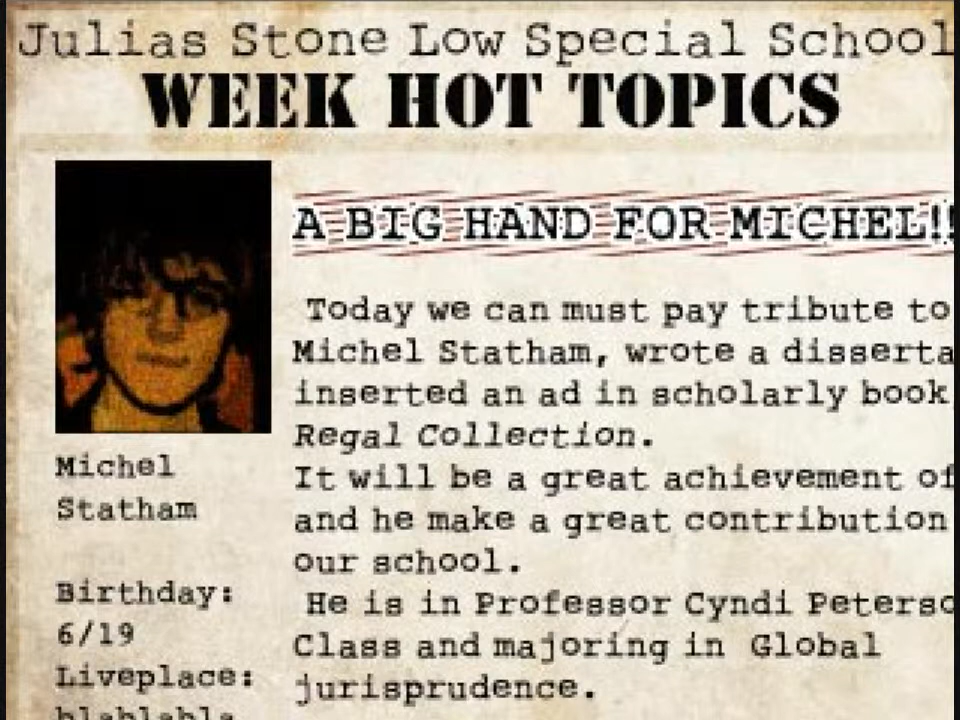 Julias Stone Low Special School
WEEK HOT TOPICS
A BIG HAND FOR MICHEL!!
Today we can must pay tribute to
Michel Statham, wrote a disserta
inserted an ad in scholarly book
Regal Collection.
It will be a great achievement of
and he make a great contribution
our school.
He is in Professor Cyndi Peterso
Class and majoring in Global
jurisprudence.
Michel
Statham
Birthday:
6/19
Liveplace:
blablabla